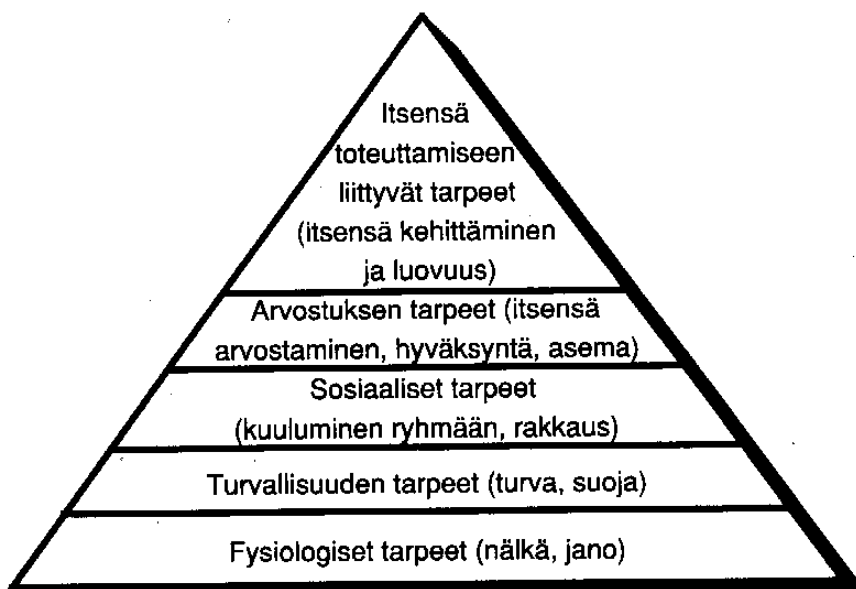 Itsensä
toteuttamiseen
liittyvät tarpeet
(itsensä kehittäminen
ja luovuus)
Arvostuksen tarpeet (itsensä
arvostaminen, hyväksyntä, asema)
Sosiaaliset tarpeet
(kuuluminen ryhmään, rakkaus)
Turvallisuuden tarpeet (turva, suoja)
Fysiologiset tarpeet (nälkä, jano)